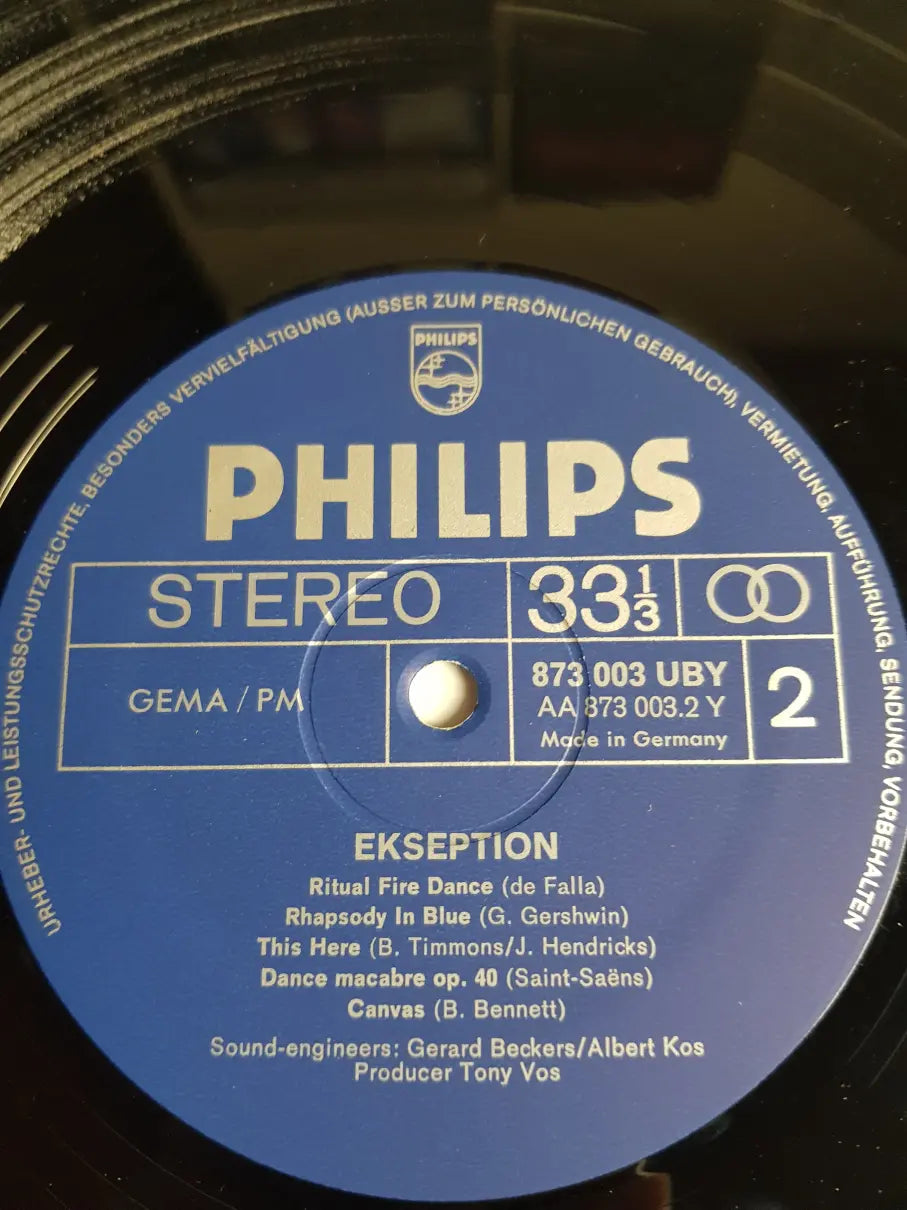 URHEBER- UND LEISTUNGSSCHUTZRECHTE, BESONDERS VERVIELFÄLTIGUNG (AUSSER ZUM PERSÖNLICHEN GEBRAUCH), VERMIETUNG, AUFFÜHRUNG, SENDUNG, VORBEHALTEN
PHILIPS
PHILIPS
STEREO 33 1/3
GEMA / PM 873 003 UBY 2
AA 873 003.2 Y
Made in Germany
EKSEPTION
Ritual Fire Dance (de Falla)
Rhapsody In Blue (G. Gershwin)
This Here (B. Timmons/J. Hendricks)
Dance macabre op. 40 (Saint-Saëns)
Canvas (B. Bennett)
Sound-engineers: Gerard Beckers/Albert Kos
Producer Tony Vos